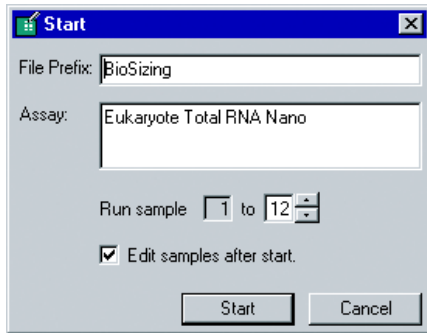 Start
File Prefix: BioSizing
Assay: Eukaryote Total RNA Nano
Run sample 1 to 12
Edit samples after start.
Start Cancel